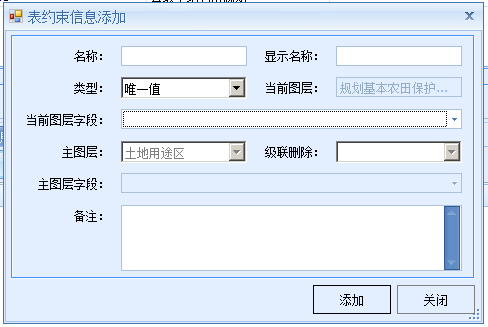 表约束信息添加
名称： 显示名称：
类型： 唯一值 当前图层： 规划基本农田保护...
当前图层字段：
主图层： 土地用途区 级联删除：
主图层字段：
备注：
添加 关闭